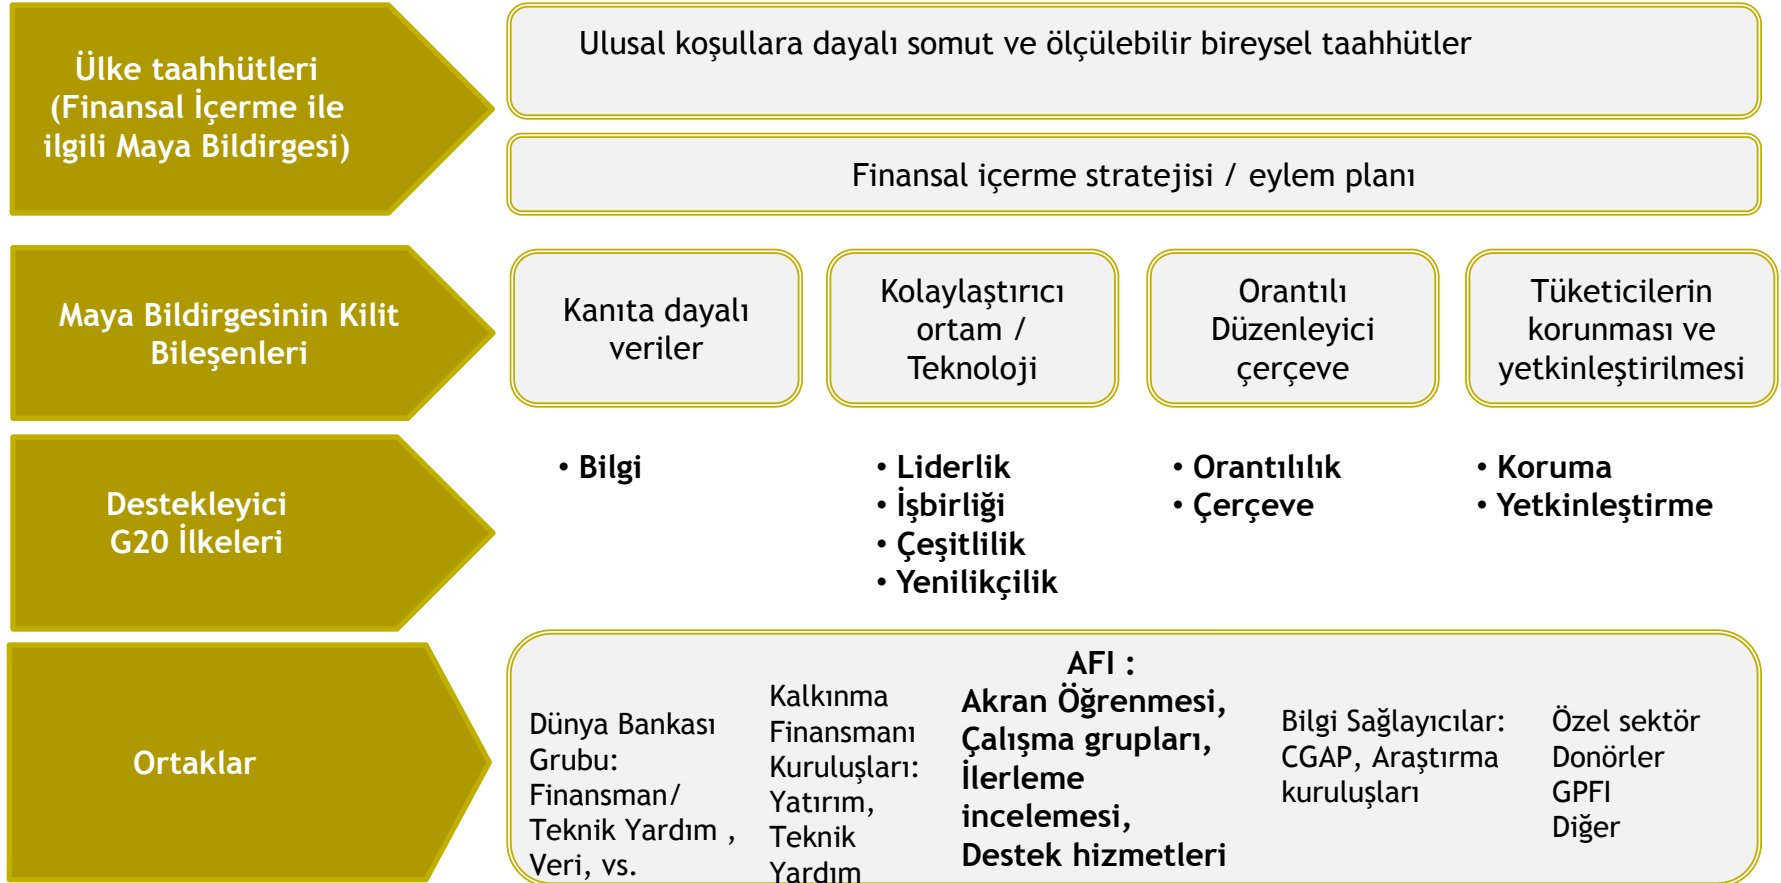 Ülke taahhütleri
(Finansal İçerme ile
ilgili Maya Bildirgesi)
Ulusal koşullara dayalı somut ve ölçülebilir bireysel taahhütler
Finansal içerme stratejisi / eylem planı
Maya Bildirgesinin Kilit
Bileşenleri
Kanıta dayalı
veriler
Kolaylaştırıcı
ortam /
Teknoloji
Orantılı
Düzenleyici
çerçeve
Tüketicilerin
korunması ve
yetkinleştirilmesi
Destekleyici
G20 İlkeleri
• Bilgi
• Liderlik
• İşbirliği
• Çeşitlilik
• Yenilikçilik
• Orantılılık
• Çerçeve
• Koruma
• Yetkinleştirme
Ortaklar
Dünya Bankası
Grubu:
Finansman/
Teknik Yardım ,
Veri, vs.
Kalkınma
Finansmanı
Kuruluşları:
Yatırım,
Teknik
Yardım
AFI :
Akran Öğrenmesi,
Çalışma grupları,
İlerleme
incelemesi,
Destek hizmetleri
Bilgi Sağlayıcılar:
CGAP, Araştırma
kuruluşları
Özel sektör
Donörler
GPFI
Diğer